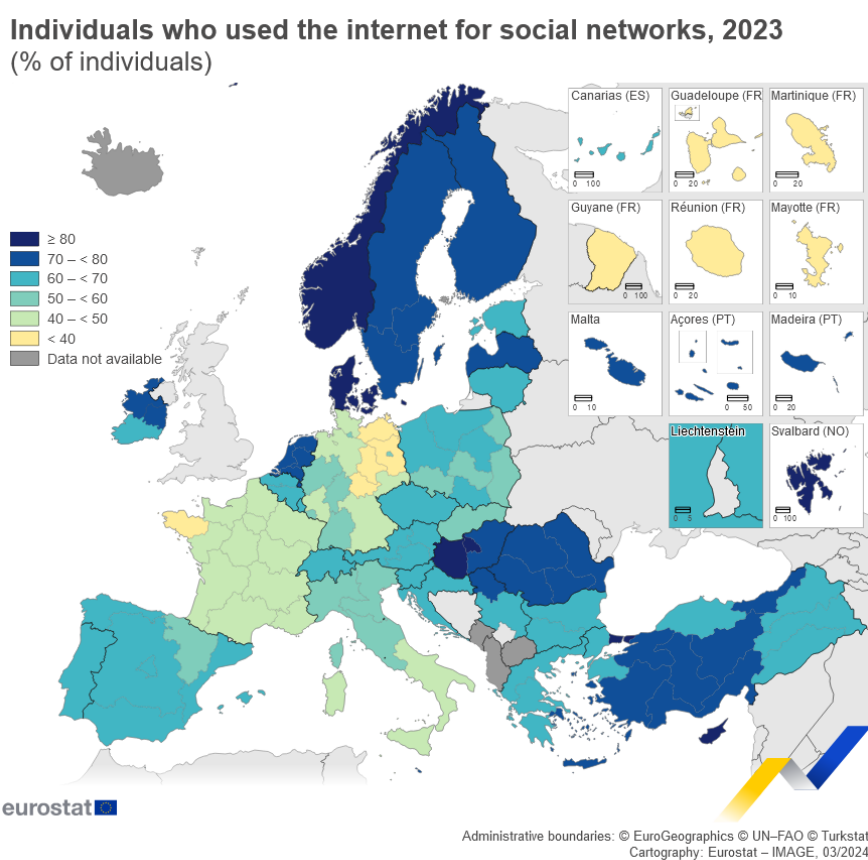 Individuals who used the internet for social networks, 2023
(% of individuals)
Canarias (ES)
0 100
Guadeloupe (FR
0 20
Martinique (FR)
0 20
Guyane (FR)
0 100
Réunion (FR)
0 20
Mayotte (FR)
0 10
≥ 80
70 – < 80
60 – < 70
50 – < 60
40 – < 50
< 40
Data not available
Malta
0 10
Açores (PT)
0 50
Madeira (PT)
0 20
Liechtenstein
0 5
Svalbard (NO)
0 100
eurostat
Administrative boundaries: © EuroGeographics © UN–FAO © Turkstat
Cartography: Eurostat – IMAGE, 03/2024